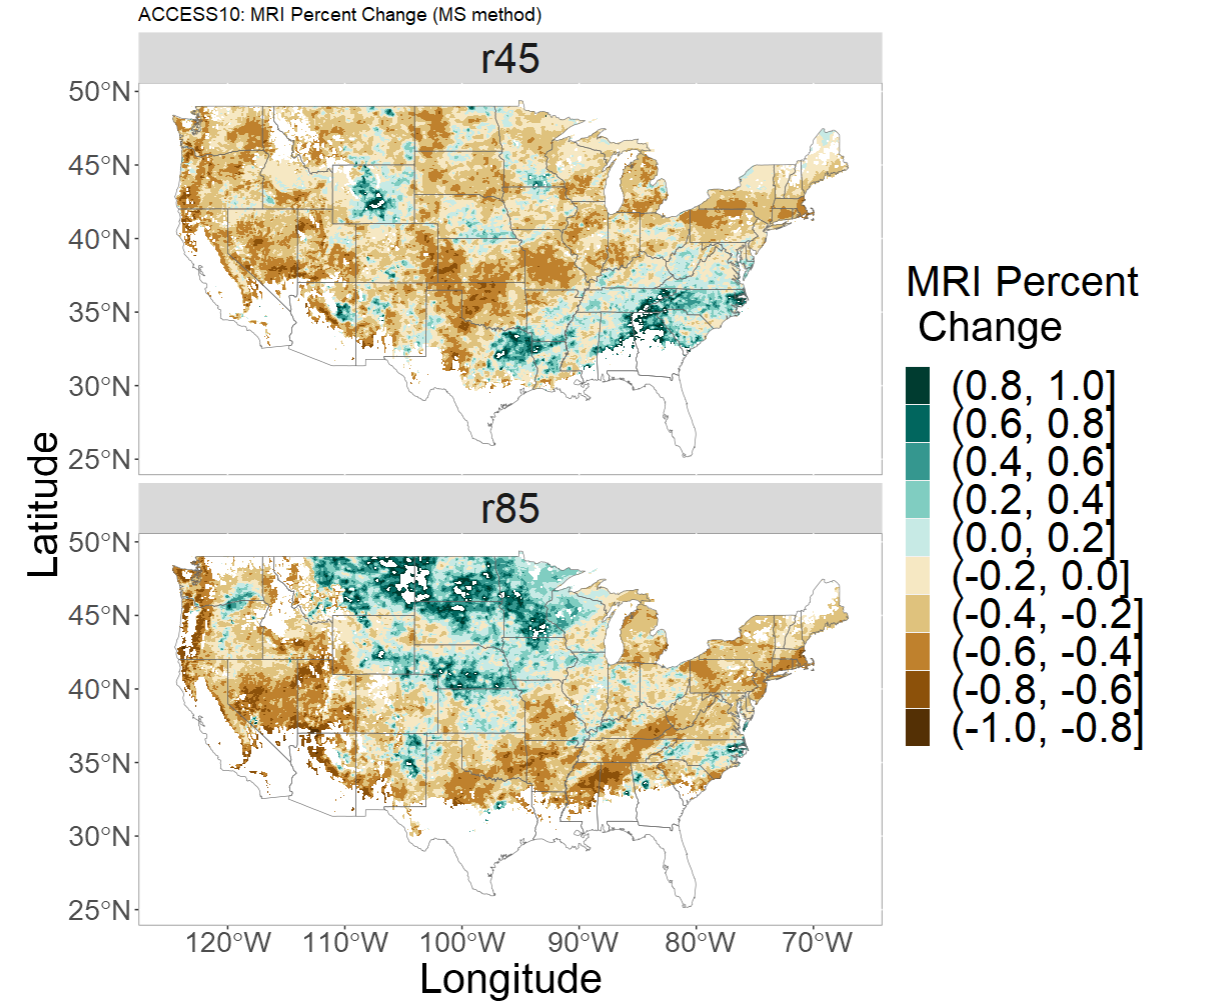 ACCESS10: MRI Percent Change (MS method)
r45
50°N
45°N
40°N
35°N
30°N
25°N
r85
50°N
45°N
40°N
35°N
30°N
25°N
120°W 110°W 100°W 90°W 80°W 70°W
Longitude
Latitude
MRI Percent
Change
(0.8, 1.0]
(0.6, 0.8]
(0.4, 0.6]
(0.2, 0.4]
(0.0, 0.2]
(-0.2, 0.0]
(-0.4, -0.2]
(-0.6, -0.4]
(-0.8, -0.6]
(-1.0, -0.8]